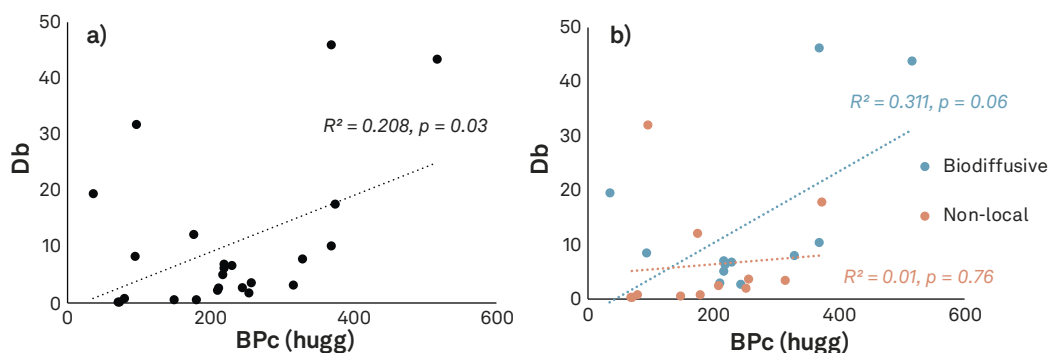 a)
50
40
30
20
10
0
Db
R² = 0.208, p = 0.03
0
200
400
600
BPc (hugg)
b)
50
40
30
20
10
0
Db
R² = 0.311, p = 0.06
Biodiffusive
Non-local
R² = 0.01, p = 0.76
0
200
400
600
BPc (hugg)